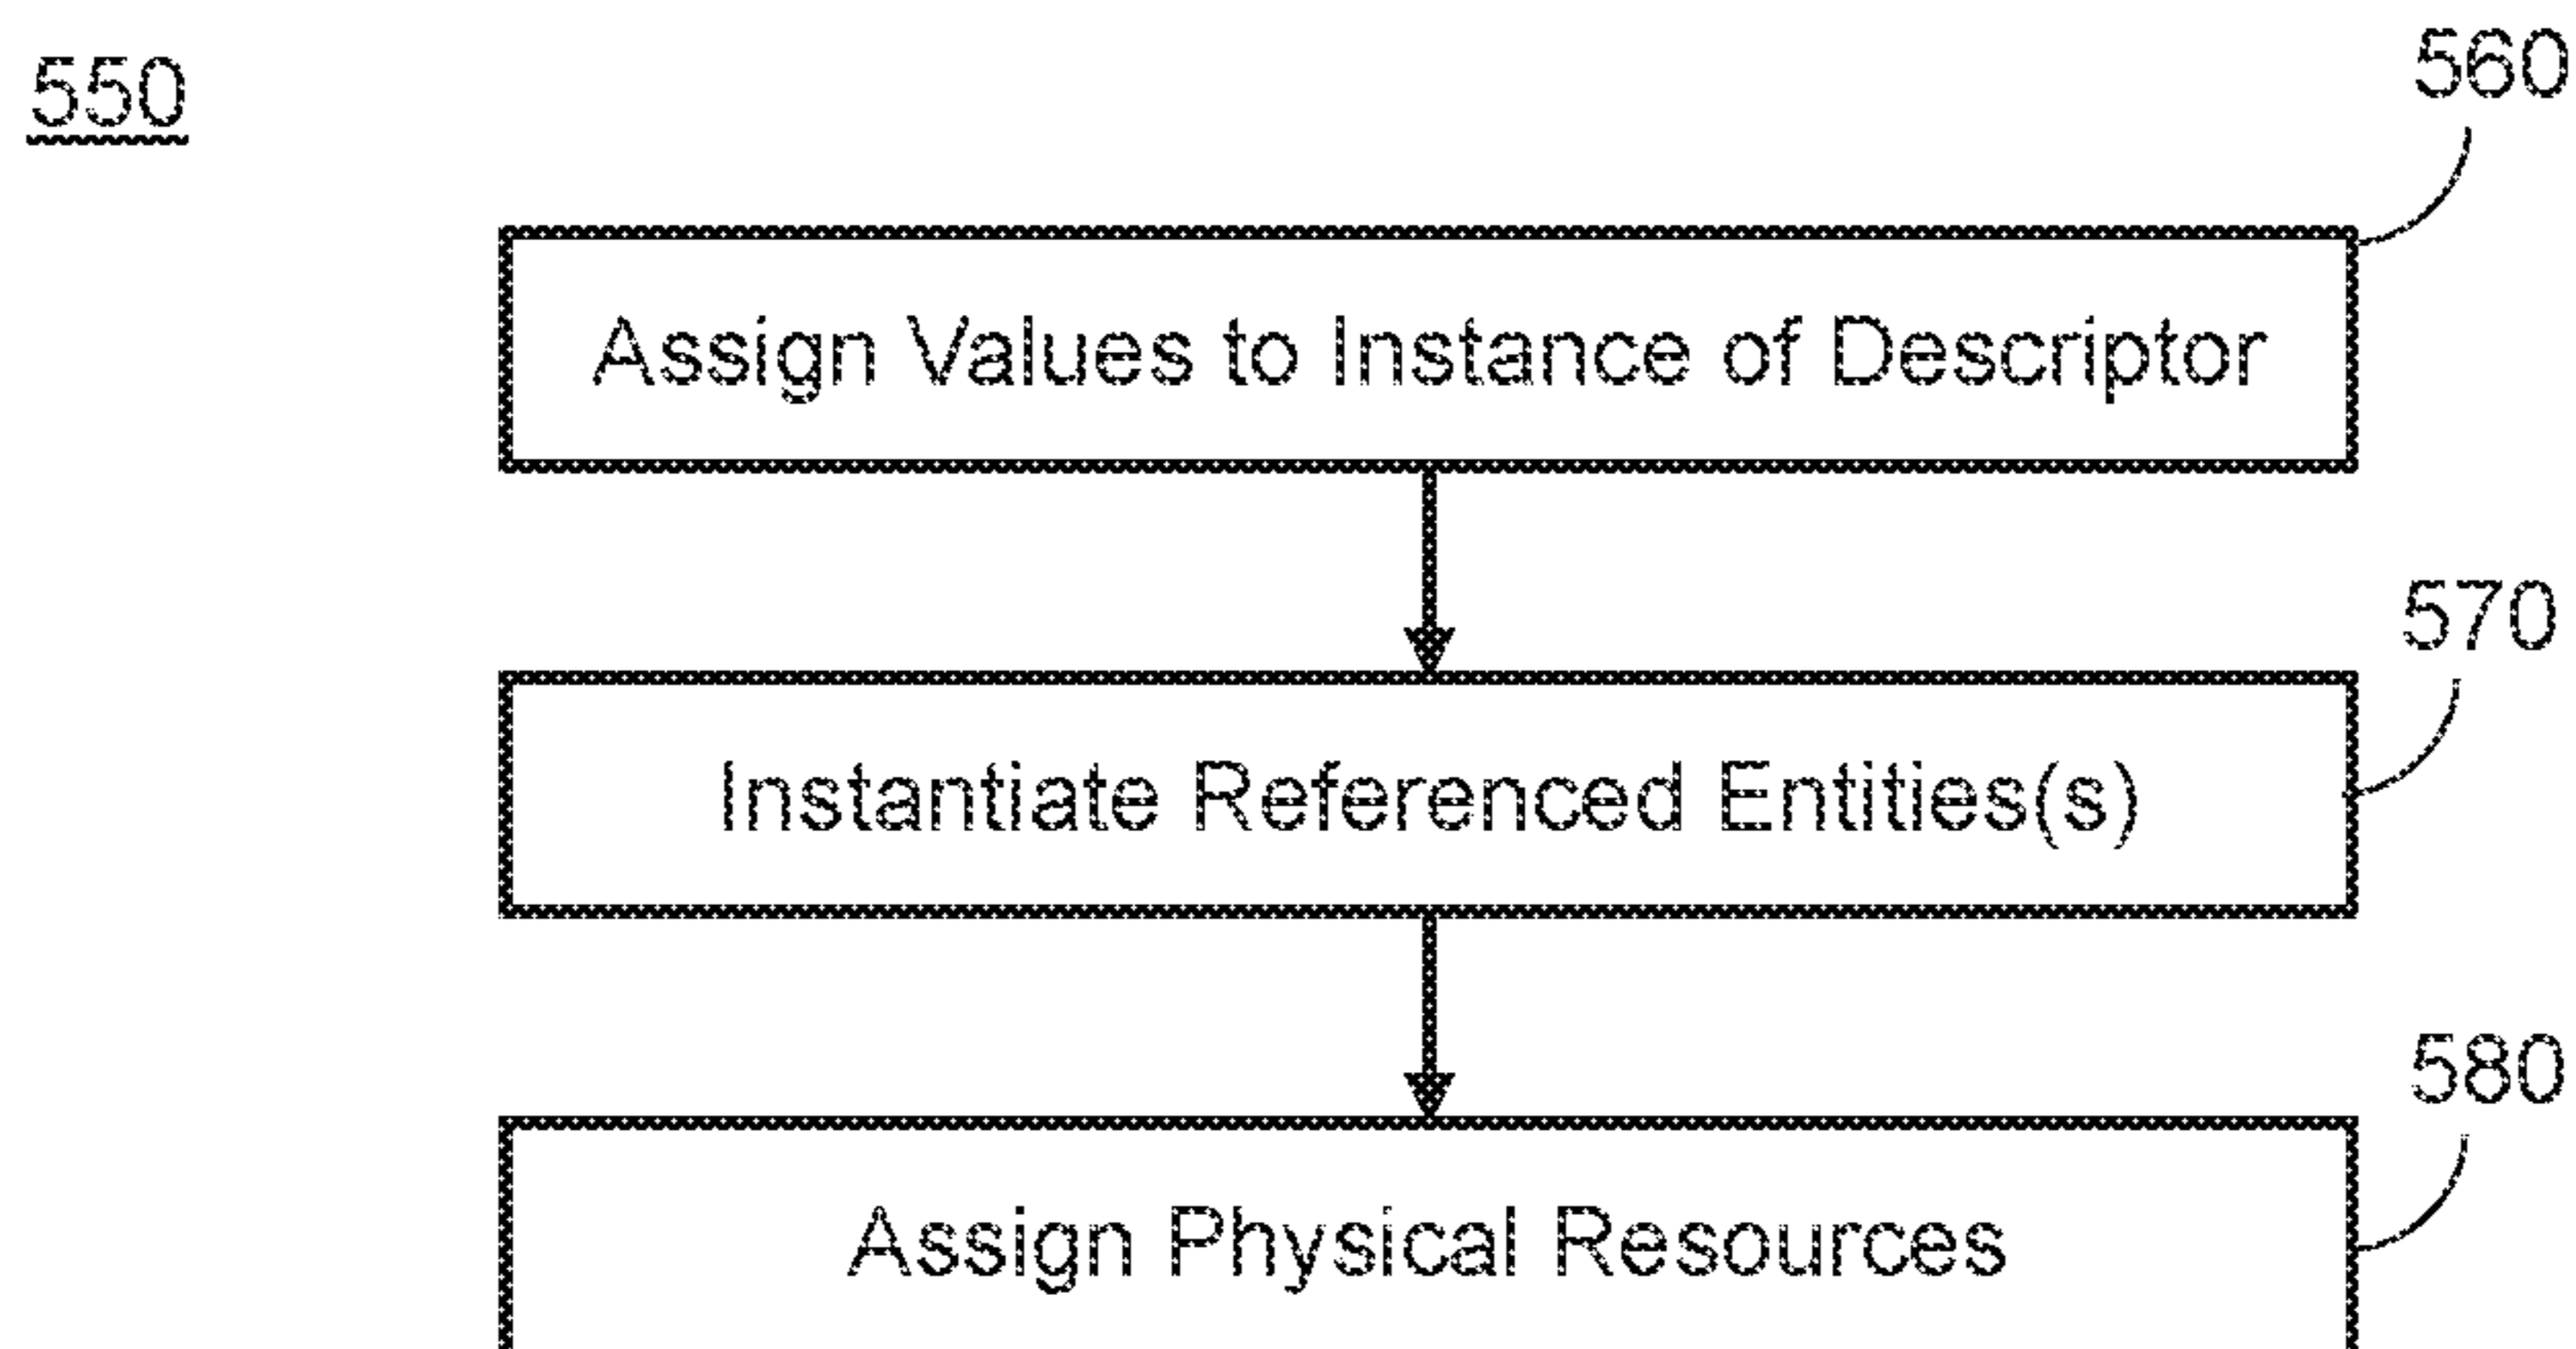 550
560
Assign Values to Instance of Descriptor
570
Instantiate Referenced Entities(s)
580
Assign Physical Resources